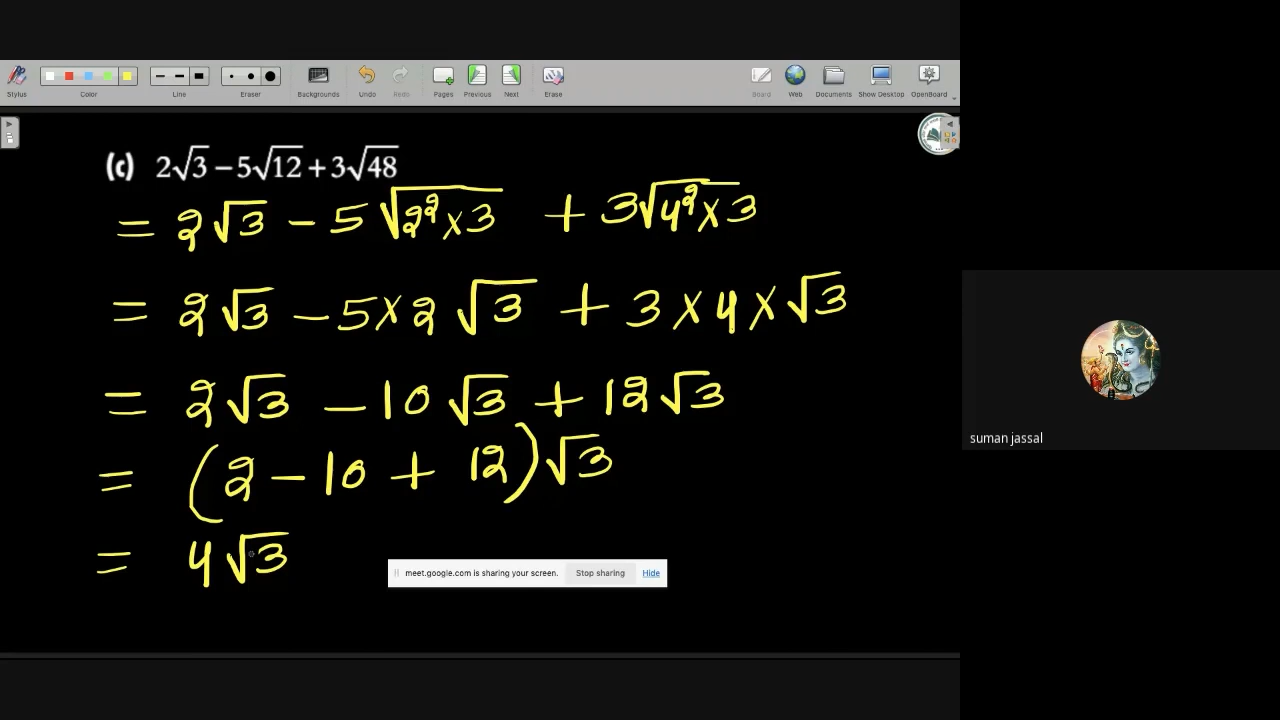 Stylus Color Line Eraser Backgrounds Undo Redo Pages Previous Next Erase Board Web Documents Show Desktop OpenBoard
(c) 2√3 − 5√12 + 3√48
= 2√3 − 5√2²×3 + 3√4²×3
= 2√3 − 5×2√3 + 3×4×√3
= 2√3 − 10√3 + 12√3
= (2 − 10 + 12)√3
= 4√3
meet.google.com is sharing your screen. Stop sharing Hide
suman jassal